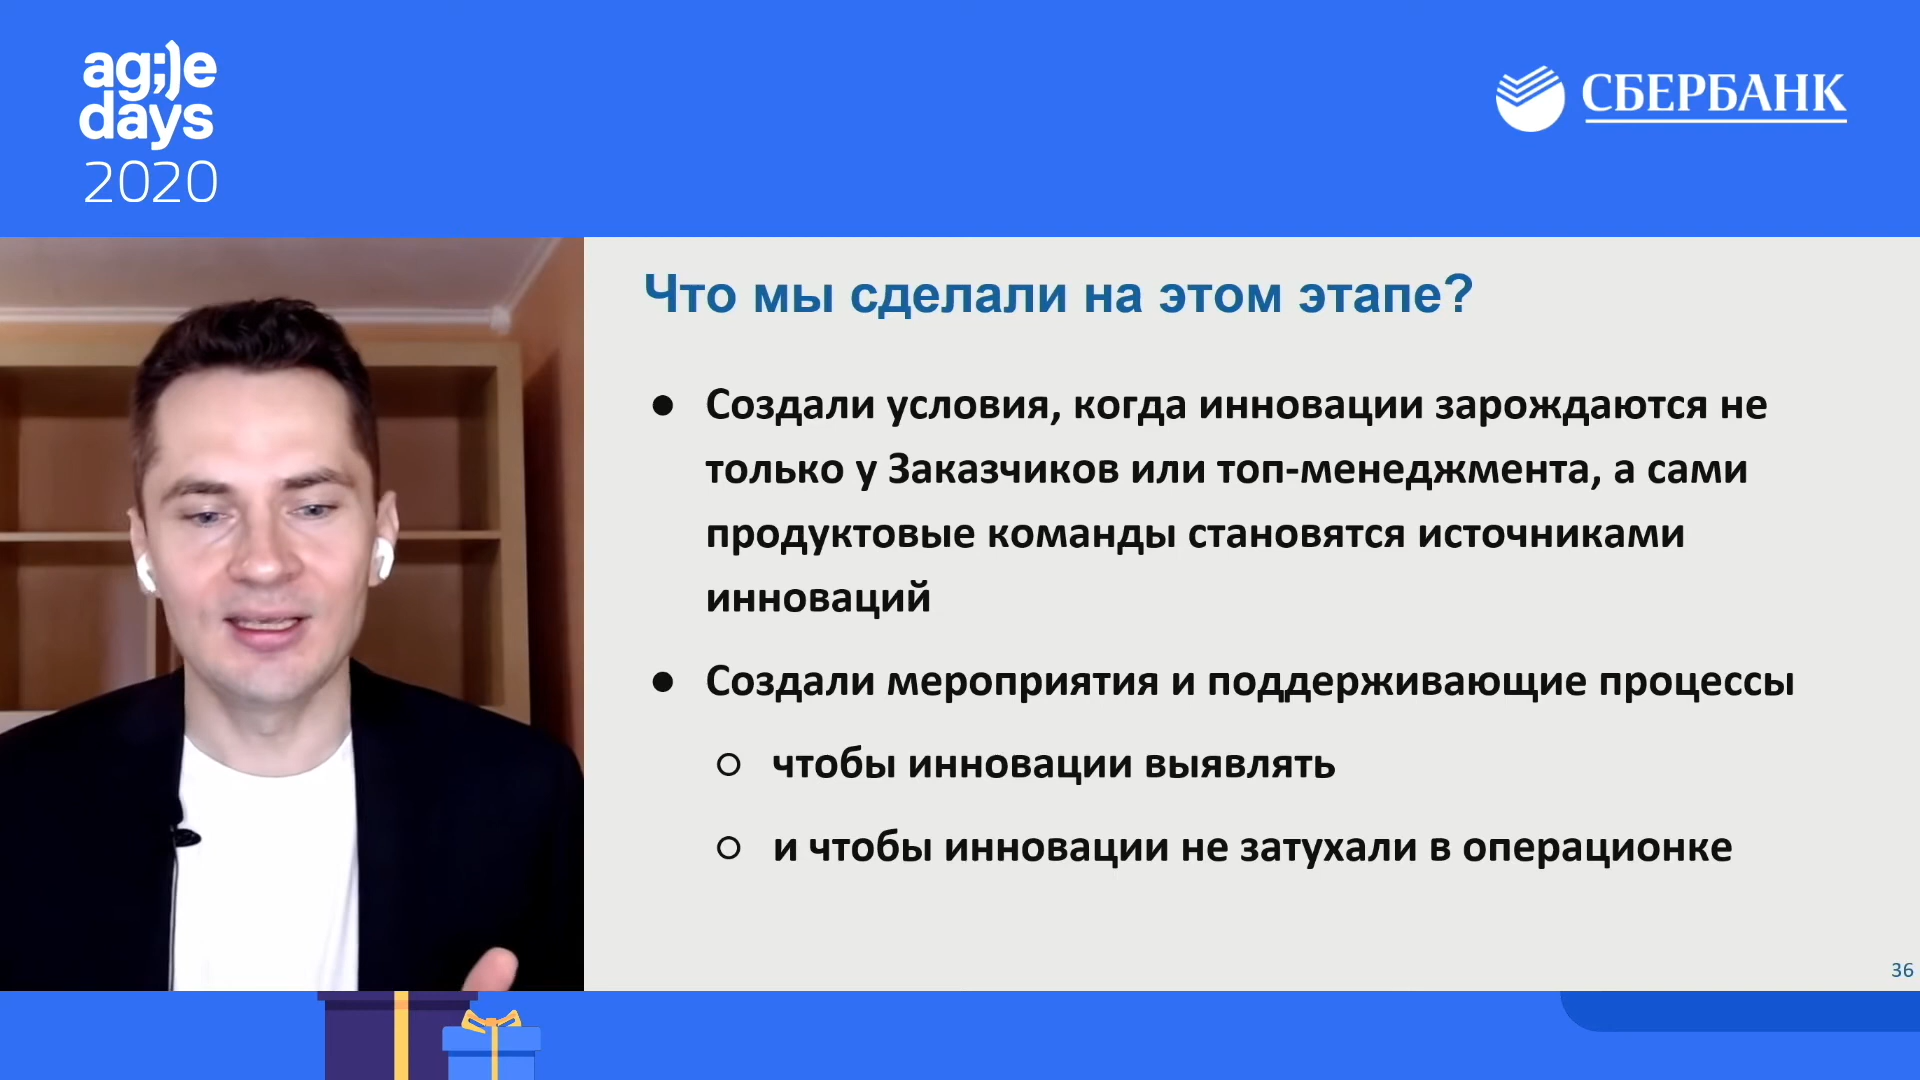 ag;le
days
2020
СБЕРБАНК
Что мы сделали на этом этапе?
● Создали условия, когда инновации зарождаются не
только у Заказчиков или топ-менеджмента, а сами
продуктовые команды становятся источниками
инноваций
● Создали мероприятия и поддерживающие процессы
○ чтобы инновации выявлять
○ и чтобы инновации не затухали в операционке
36